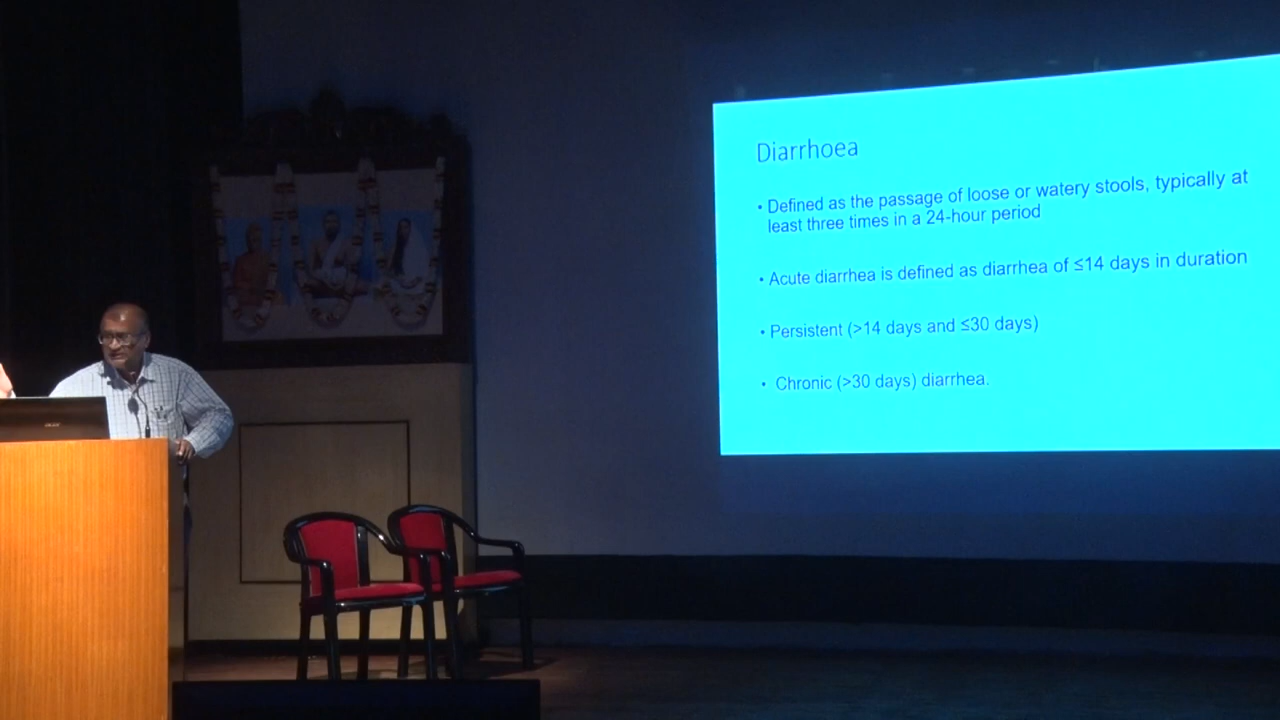 Diarrhoea
• Defined as the passage of loose or watery stools, typically at
least three times in a 24-hour period
• Acute diarrhea is defined as diarrhea of ≤14 days in duration
• Persistent (>14 days and ≤30 days)
• Chronic (>30 days) diarrhea.
acer